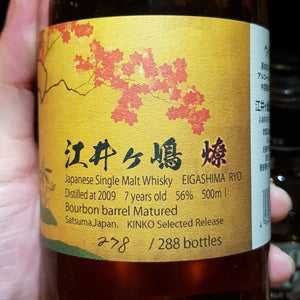 江井ヶ嶋 燎
Japanese Single Malt Whisky EIGASHIMA RYO
Distilled at 2009 7 years old 56% 500ml
Bourbon barrel Matured
Satsuma,Japan. KINKO Selected Release
278 / 288 bottles